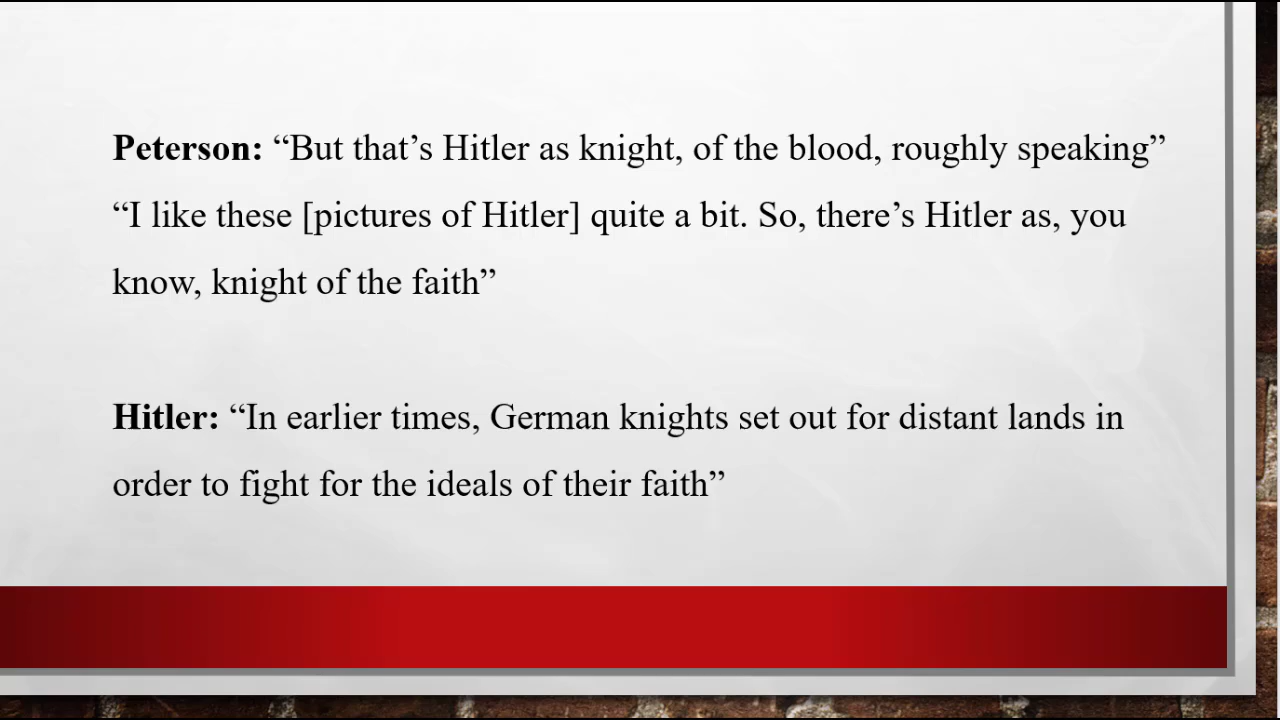 Peterson: “But that’s Hitler as knight, of the blood, roughly speaking”
“I like these [pictures of Hitler] quite a bit. So, there’s Hitler as, you
know, knight of the faith”
Hitler: “In earlier times, German knights set out for distant lands in
order to fight for the ideals of their faith”